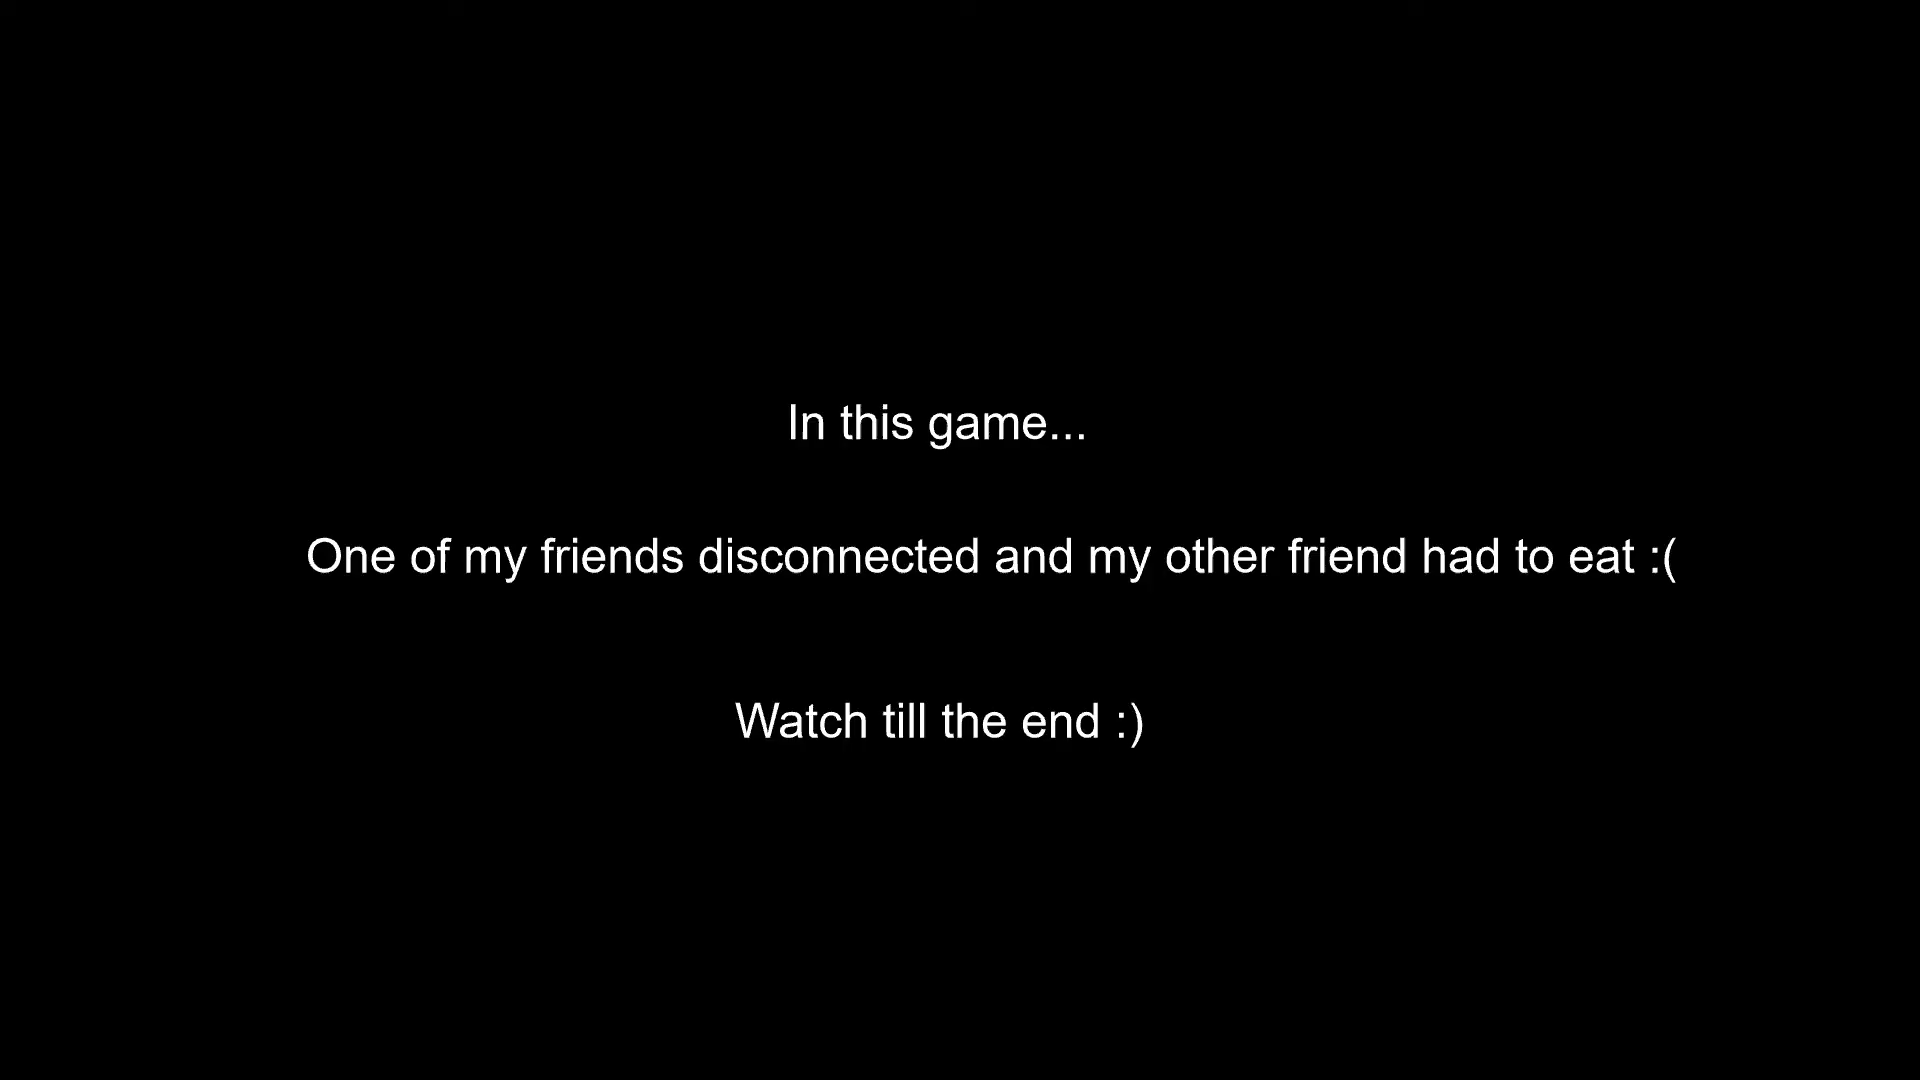 In this game...
One of my friends disconnected and my other friend had to eat :(
Watch till the end :)